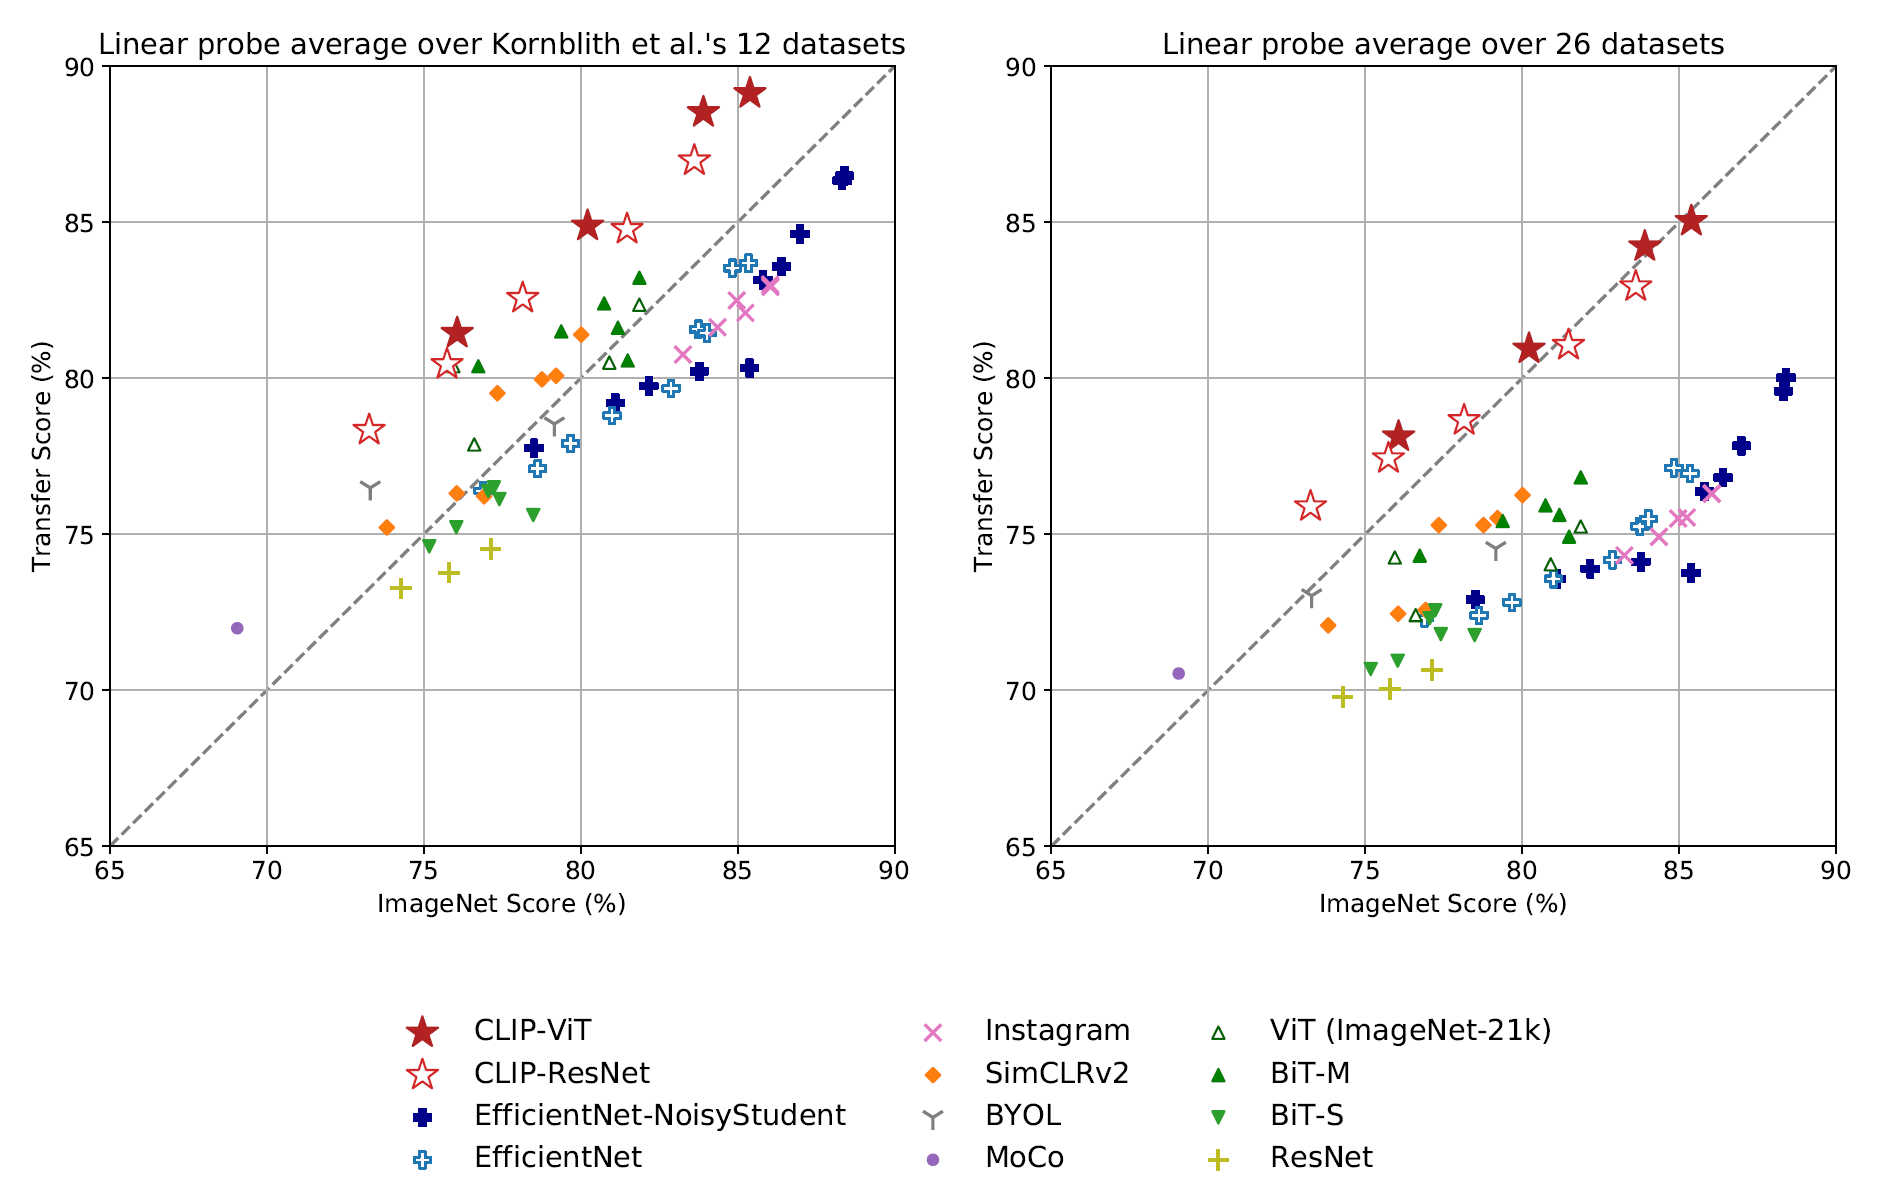 Linear probe average over Kornblith et al.'s 12 datasets
90
85
80
75
70
65
Transfer Score (%)
65 70 75 80 85 90
ImageNet Score (%)
Linear probe average over 26 datasets
90
85
80
75
70
65
Transfer Score (%)
65 70 75 80 85 90
ImageNet Score (%)
CLIP-ViT
CLIP-ResNet
EfficientNet-NoisyStudent
EfficientNet
Instagram
SimCLRv2
BYOL
MoCo
ViT (ImageNet-21k)
BiT-M
BiT-S
ResNet